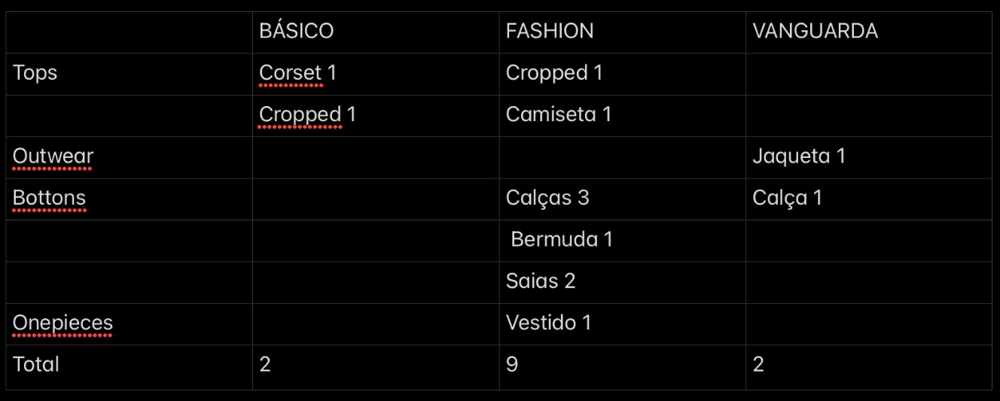 BÁSICO FASHION VANGUARDA
Tops Corset 1 Cropped 1
Cropped 1 Camiseta 1
Outwear Jaqueta 1
Bottons Calças 3 Calça 1
Bermuda 1
Saias 2
Onepieces Vestido 1
Total 2 9 2